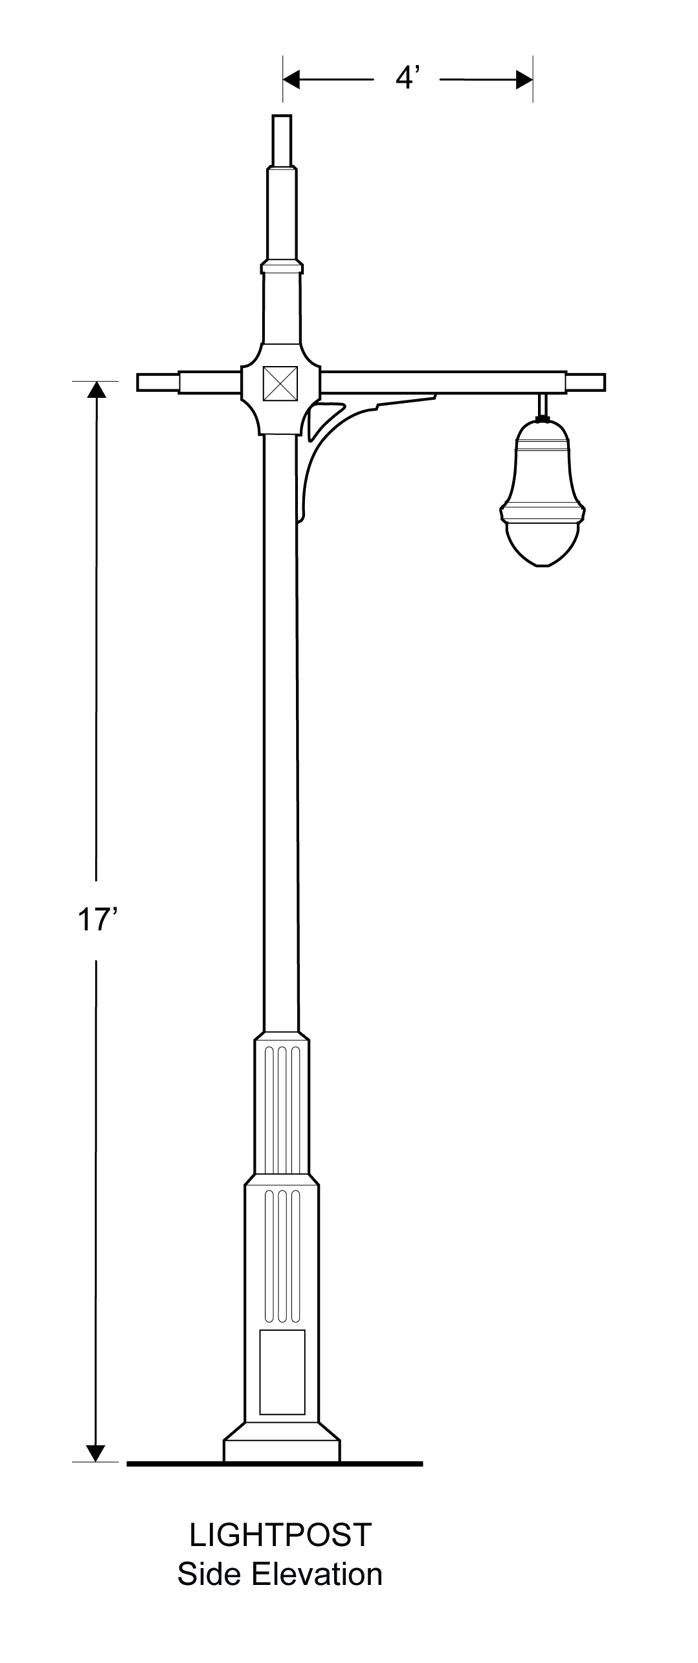 4’
17’
LIGHTPOST
Side Elevation